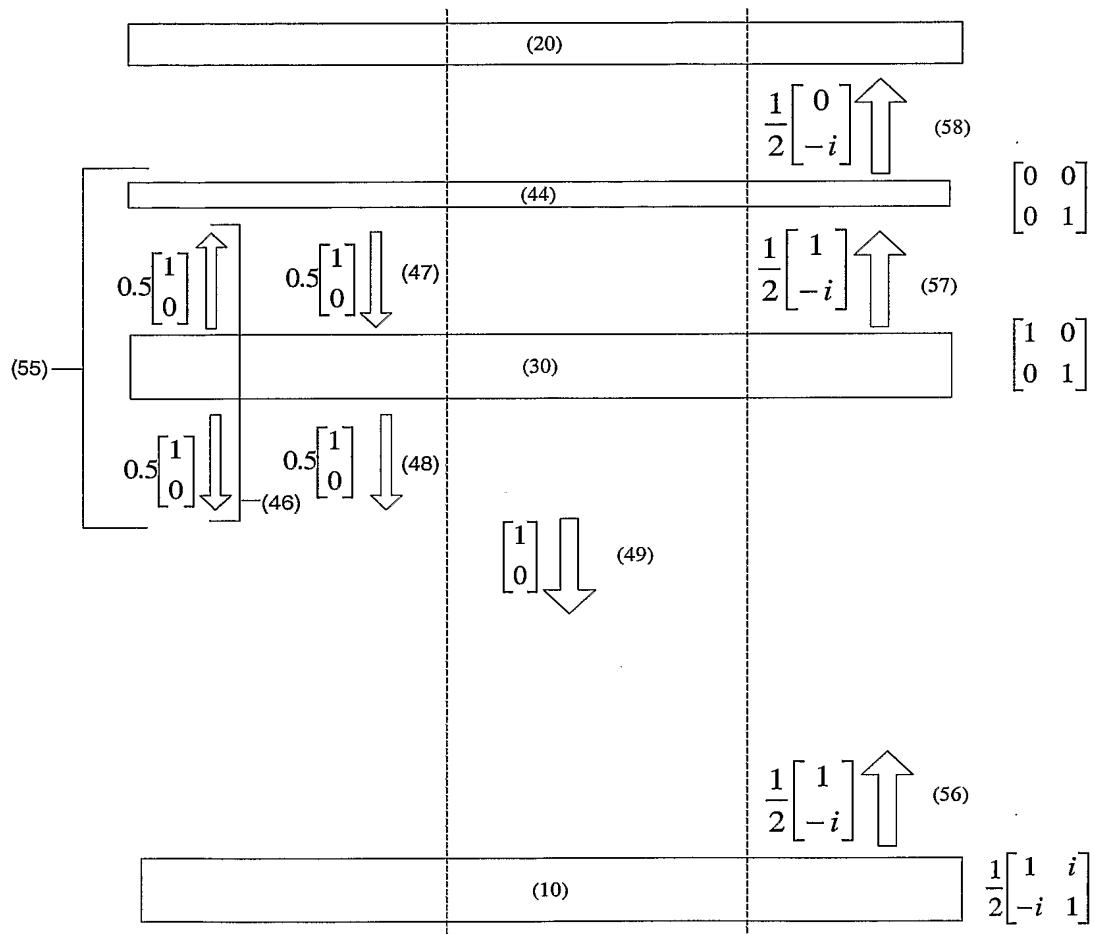 (20)
1/2 [0 -i] (58)
(44) [0 0 0 1]
0.5 [1 0] 0.5 [1 0] (47) 1/2 [1 -i] (57)
(55) (30) [1 0 0 1]
0.5 [1 0] (46) 0.5 [1 0] (48)
[1 0] (49)
1/2 [1 -i] (56)
(10) 1/2 [1 i -i 1]